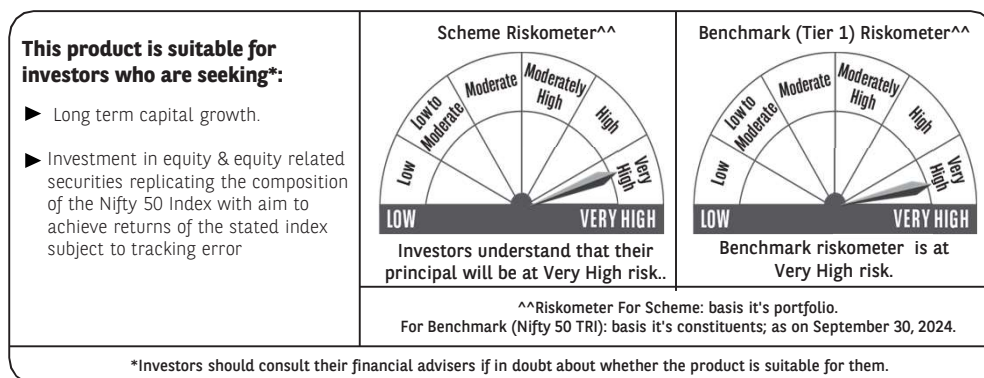 This product is suitable for
investors who are seeking*:
► Long term capital growth.
► Investment in equity & equity related
securities replicating the composition
of the Nifty 50 Index with aim to
achieve returns of the stated index
subject to tracking error
Scheme Riskometer^^
Low
Low to
Moderate
Moderate
Moderately
High
High
Very
High
LOW
VERY HIGH
Investors understand that their
principal will be at Very High risk..
Benchmark (Tier 1) Riskometer^^
Low
Low to
Moderate
Moderate
Moderately
High
High
Very
High
LOW
VERY HIGH
Benchmark riskometer is at
Very High risk.
^^Riskometer For Scheme: basis it's portfolio.
For Benchmark (Nifty 50 TRI): basis it's constituents; as on September 30, 2024.
*Investors should consult their financial advisers if in doubt about whether the product is suitable for them.